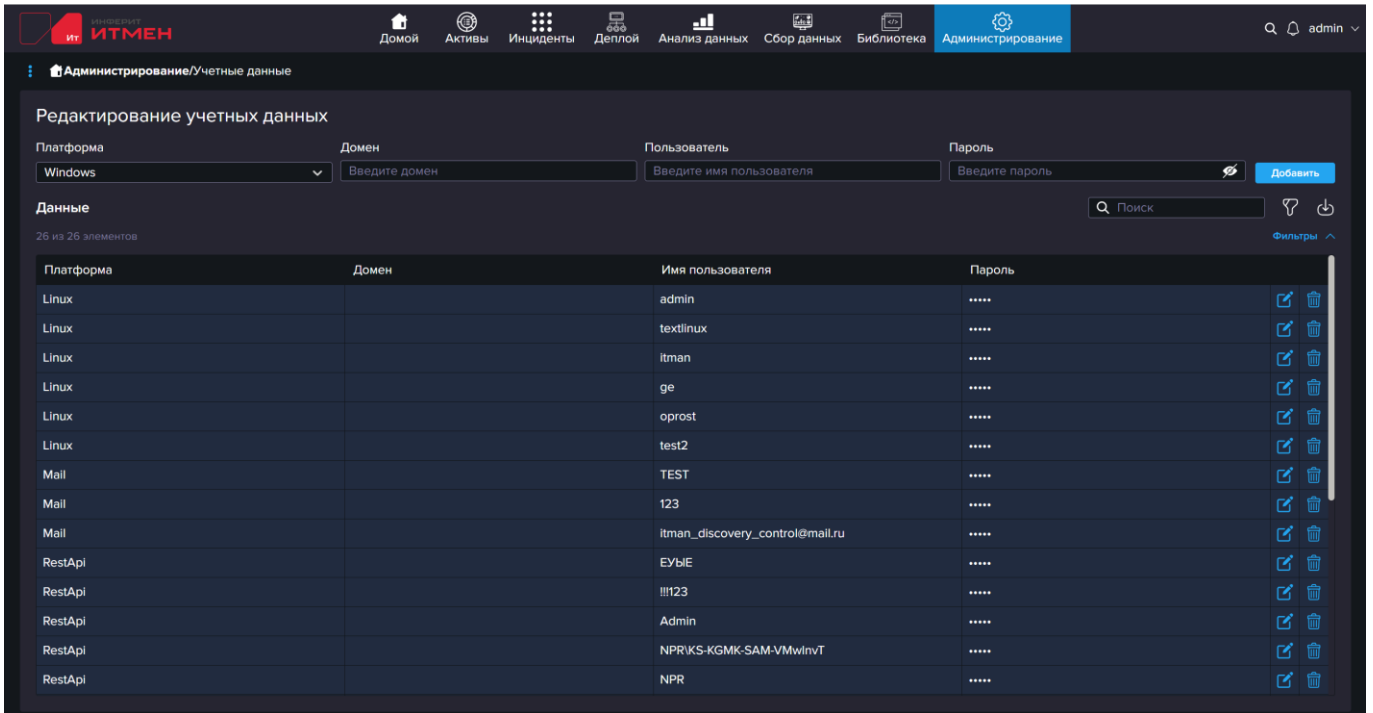 ИНФЕРИТ
ИТ ИТМЕН
Домой Активы Инциденты Деплой Анализ данных Сбор данных Библиотека Администрирование admin
Администрирование/Учетные данные
Редактирование учетных данных
Платформа Домен Пользователь Пароль
Windows Введите домен Введите имя пользователя Введите пароль Добавить
Данные Поиск
26 из 26 элементов Фильтры
Платформа Домен Имя пользователя Пароль
Linux admin •••••
Linux textlinux •••••
Linux itman •••••
Linux ge •••••
Linux oprost •••••
Linux test2 •••••
Mail TEST •••••
Mail 123 •••••
Mail itman_discovery_control@mail.ru •••••
RestApi ЕУЫЕ •••••
RestApi !!!123 •••••
RestApi Admin •••••
RestApi NPR\KS-KGMK-SAM-VMwInvT •••••
RestApi NPR •••••